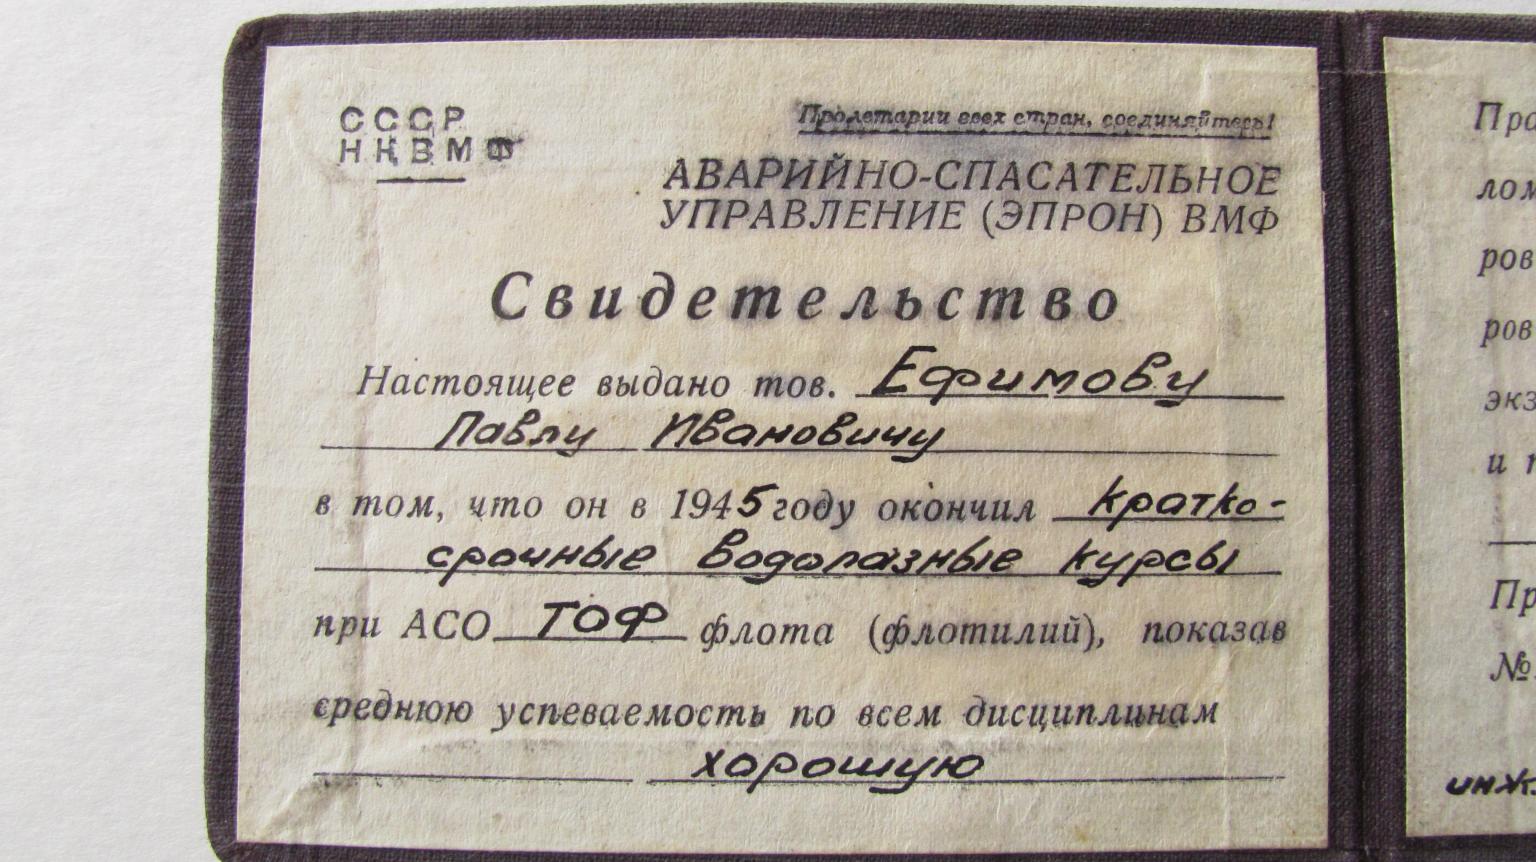 СССР
НКВМФ
Пролетарии всех стран, соединяйтесь!
АВАРИЙНО-СПАСАТЕЛЬНОЕ
УПРАВЛЕНИЕ (ЭПРОН) ВМФ
Свидетельство
Настоящее выдано тов. Ефимову
Павлу Ивановичу
в том, что он в 1945 году окончил кратко-
срочные водолазные курсы
при АСО ТОФ флота (флотилий), показав
среднюю успеваемость по всем дисциплинам
хорошую
Пра
лом
ров
ров
экз
и п
Пр
№
инж.